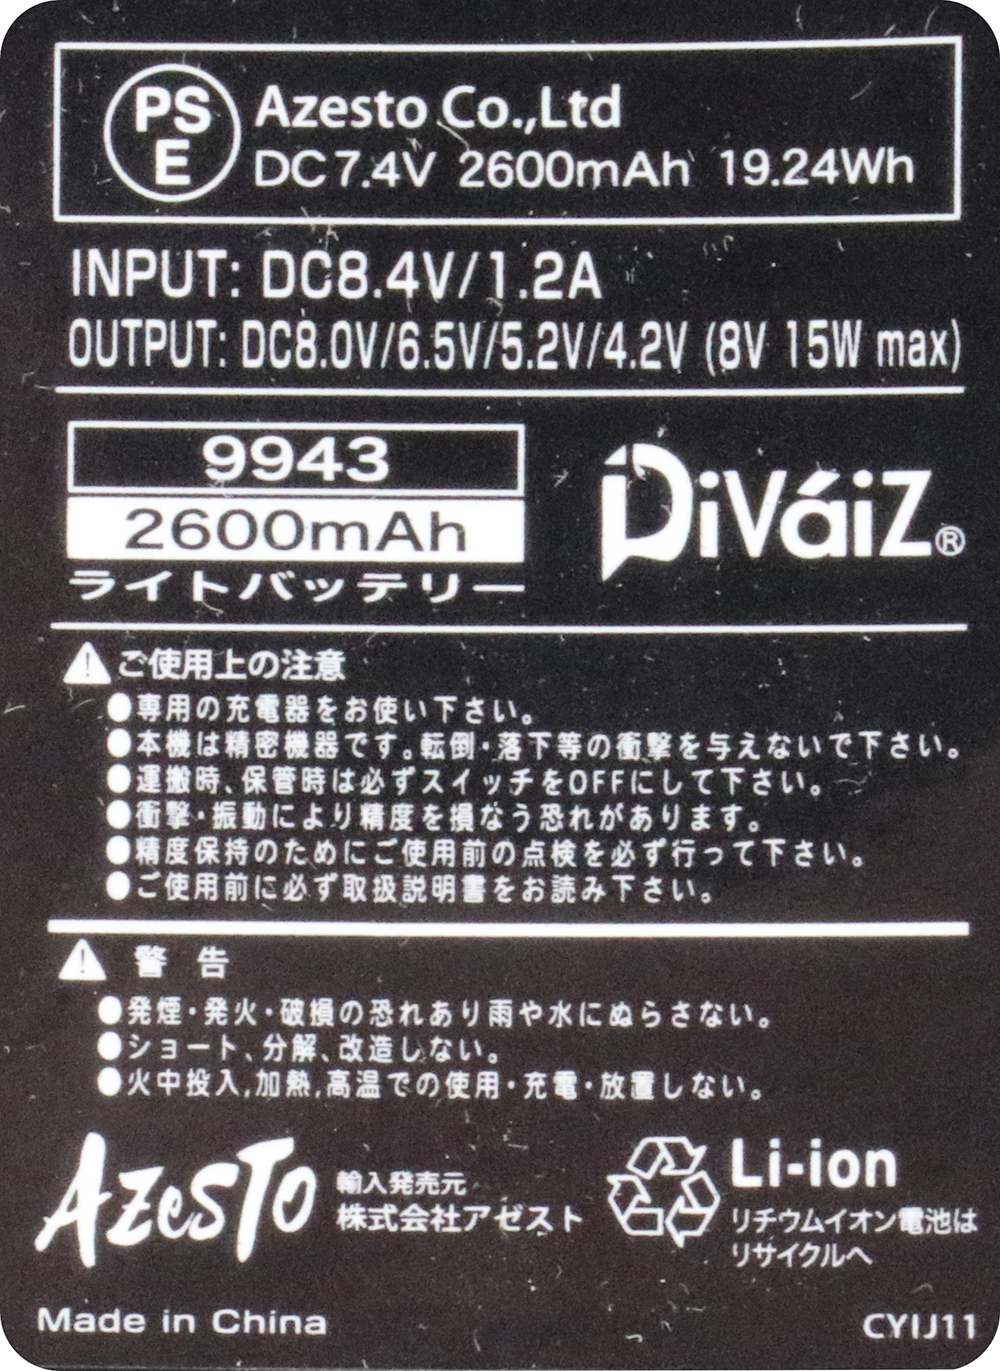 PS
E
Azesto Co.,Ltd
DC7.4V 2600mAh 19.24Wh
INPUT: DC8.4V/1.2A
OUTPUT: DC8.0V/6.5V/5.2V/4.2V (8V 15W max)
9943
2600mAh
ライトバッテリー
DiVaiZ®
ご使用上の注意
●専用の充電器をお使い下さい。
●本機は精密機器です。転倒・落下等の衝撃を与えないで下さい。
●運搬時、保管時は必ずスイッチをOFFにして下さい。
●衝撃・振動により精度を損なう恐れがあります。
●精度保持のためにご使用前の点検を必ず行って下さい。
●ご使用前に必ず取扱説明書をお読み下さい。
警 告
●発煙・発火・破損の恐れあり雨や水にぬらさない。
●ショート、分解、改造しない。
●火中投入,加熱,高温での使用・充電・放置しない。
AZeSTO
輸入発売元
株式会社アゼスト
Li-ion
リチウムイオン電池は
リサイクルへ
Made in China
CYIJ11